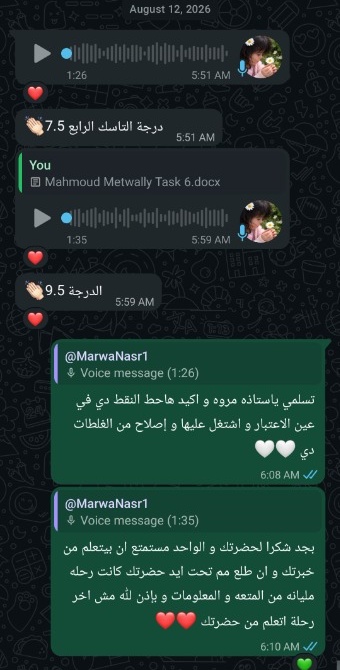 August 12, 2026
1:26
5:51 AM
درجة التاسك الرابع 7.5👏🏻
5:51 AM
You
Mahmoud Metwally Task 6.docx
1:35
5:59 AM
الدرجة 9.5👏🏻
5:59 AM
@MarwaNasr1
Voice message (1:26)
تسلمي ياستاذه مروه و اكيد هاحط النقط دي في
عين الاعتبار و اشتغل عليها و إصلاح من الغلطات
دي 🤍🤍
6:08 AM
@MarwaNasr1
Voice message (1:35)
بجد شكرا لحضرتك و الواحد مستمتع ان بيتعلم من
خبرتك و ان طلع مم تحت ايد حضرتك كانت رحله
مليانه من المتعه و المعلومات و بإذن لله مش اخر
رحلة اتعلم من حضرتك ❤️❤️
6:10 AM